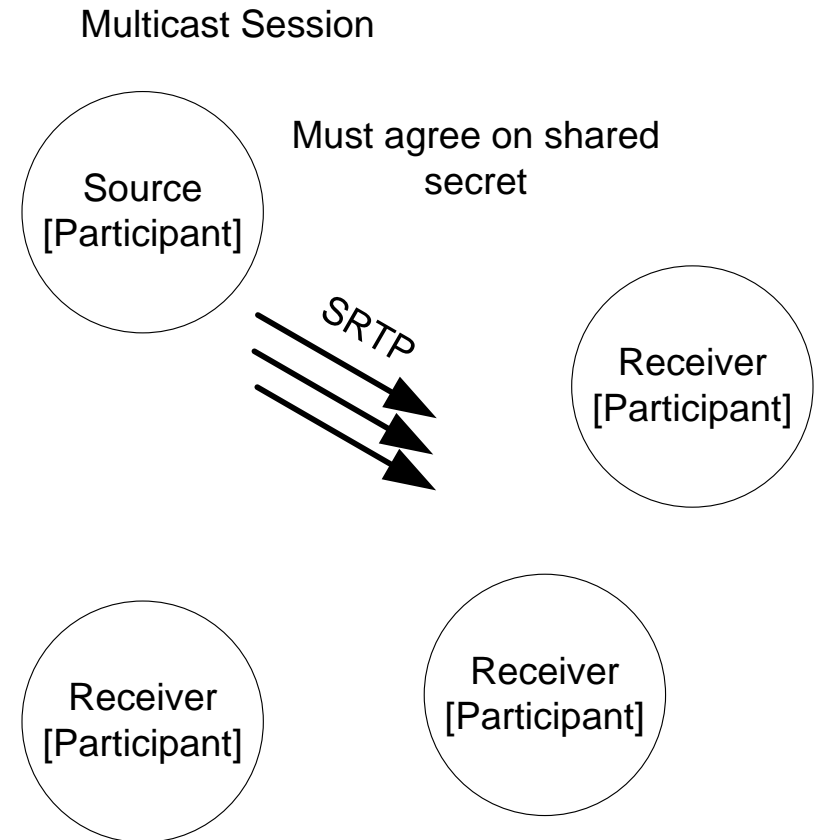 Multicast Session
Must agree on shared
secret
Source
[Participant]
SRTP
Receiver
[Participant]
Receiver
[Participant]
Receiver
[Participant]